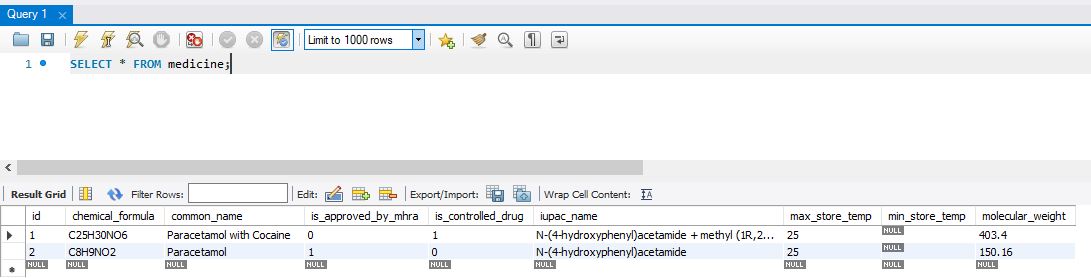 Query 1
Limit to 1000 rows
1 SELECT * FROM medicine;
Result Grid Filter Rows: Edit: Export/Import: Wrap Cell Content:
id chemical_formula common_name is_approved_by_mhra is_controlled_drug iupac_name max_store_temp min_store_temp molecular_weight
1 C25H30NO6 Paracetamol with Cocaine 0 1 N-(4-hydroxyphenyl)acetamide + methyl (1R,2... 25 NULL 403.4
2 C8H9NO2 Paracetamol 1 0 N-(4-hydroxyphenyl)acetamide 25 NULL 150.16
NULL NULL NULL NULL NULL NULL NULL NULL NULL